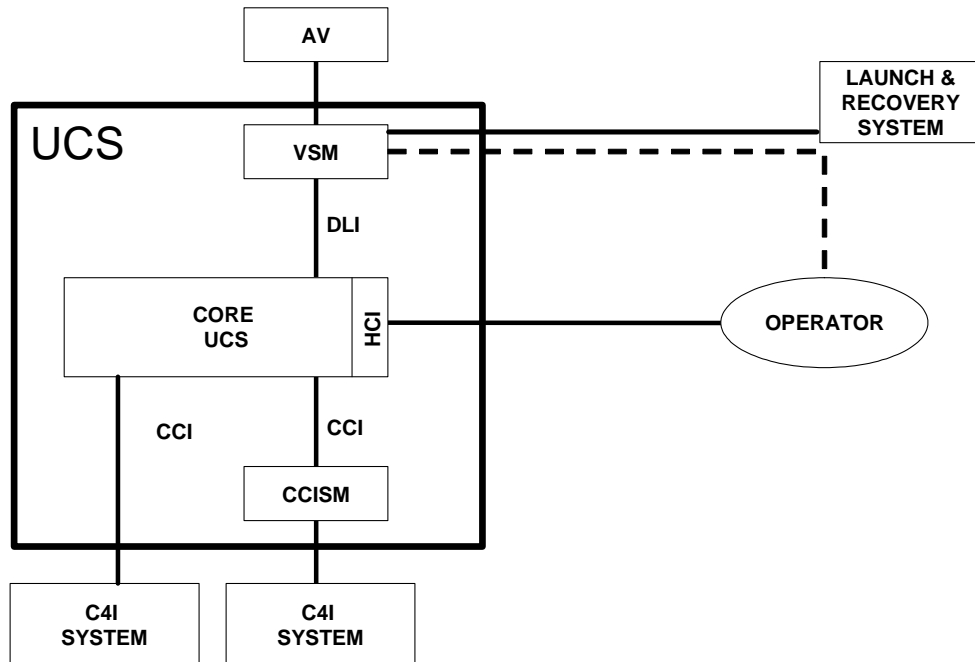 AV
LAUNCH &
RECOVERY
SYSTEM
UCS
VSM
DLI
CORE
UCS
HCI
OPERATOR
CCI
CCI
CCISM
C4I
SYSTEM
C4I
SYSTEM